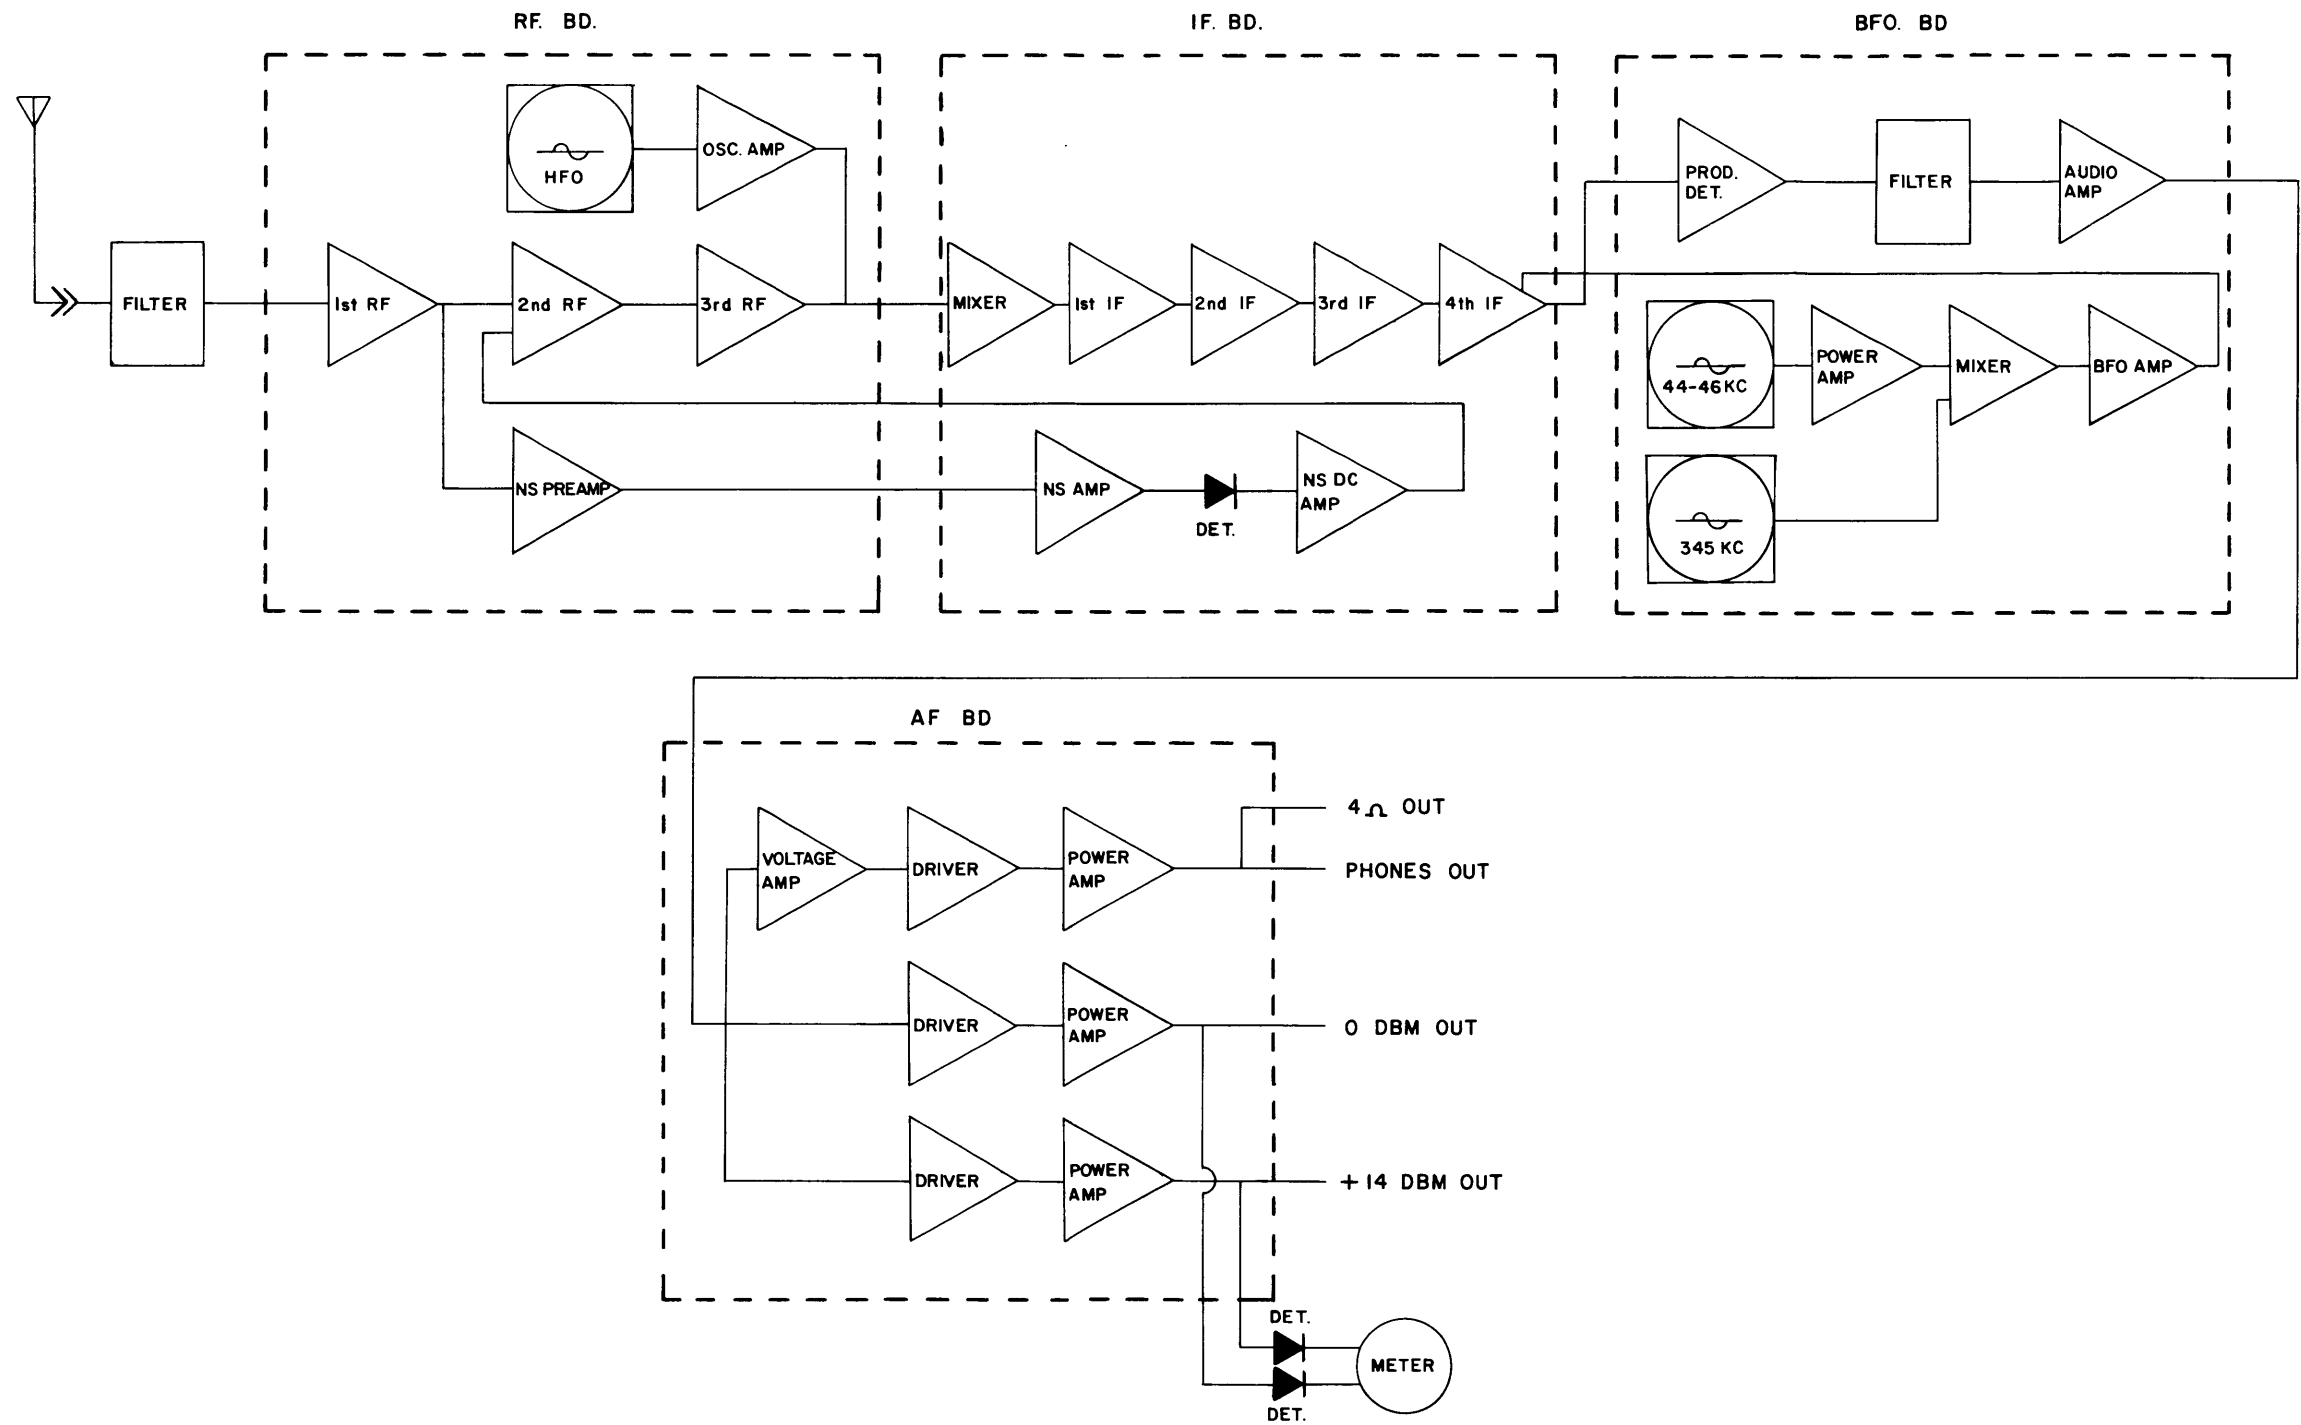 RF. BD.
IF. BD.
BFO. BD
HFO
OSC. AMP
FILTER
1st RF
2nd RF
3rd RF
NS PREAMP
MIXER
1st IF
2nd IF
3rd IF
4th IF
NS AMP
DET.
NS DC
AMP
PROD.
DET.
FILTER
AUDIO
AMP
44-46KC
POWER
AMP
MIXER
BFO AMP
345 KC
AF BD
VOLTAGE
AMP
DRIVER
POWER
AMP
4Ω OUT
PHONES OUT
DRIVER
POWER
AMP
0 DBM OUT
DRIVER
POWER
AMP
+14 DBM OUT
DET.
METER
DET.